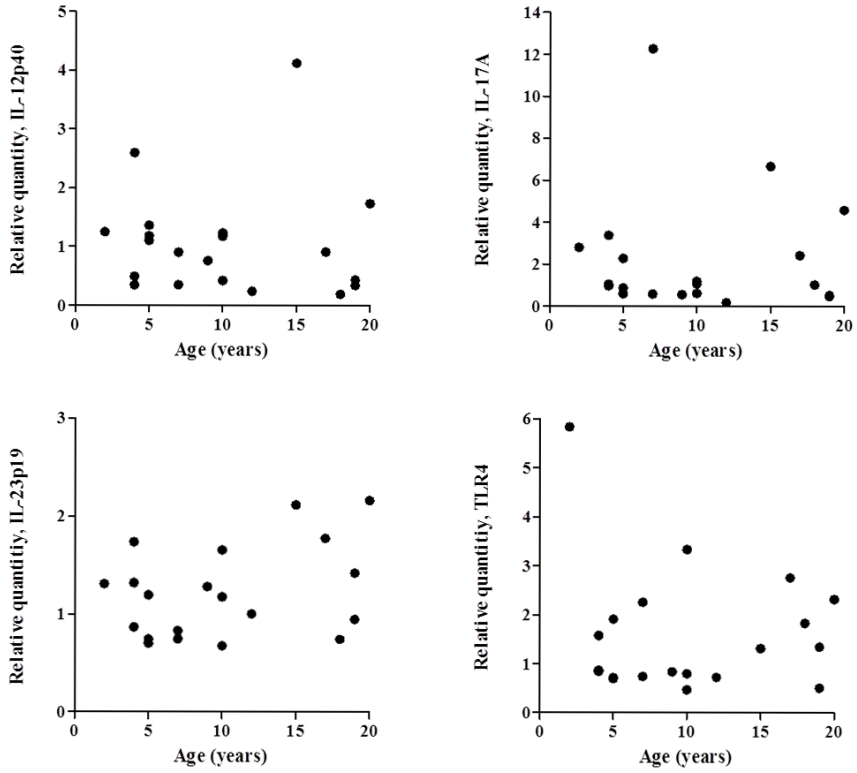 Relative quantity, IL-12p40
5
4
3
2
1
0
0 5 10 15 20
Age (years)
Relative quantity, IL-17A
14
12
10
8
6
4
2
0
0 5 10 15 20
Age (years)
Relative quantitiy, IL-23p19
3
2
1
0
0 5 10 15 20
Age (years)
Relative quantity, TLR4
6
5
4
3
2
1
0
0 5 10 15 20
Age (years)